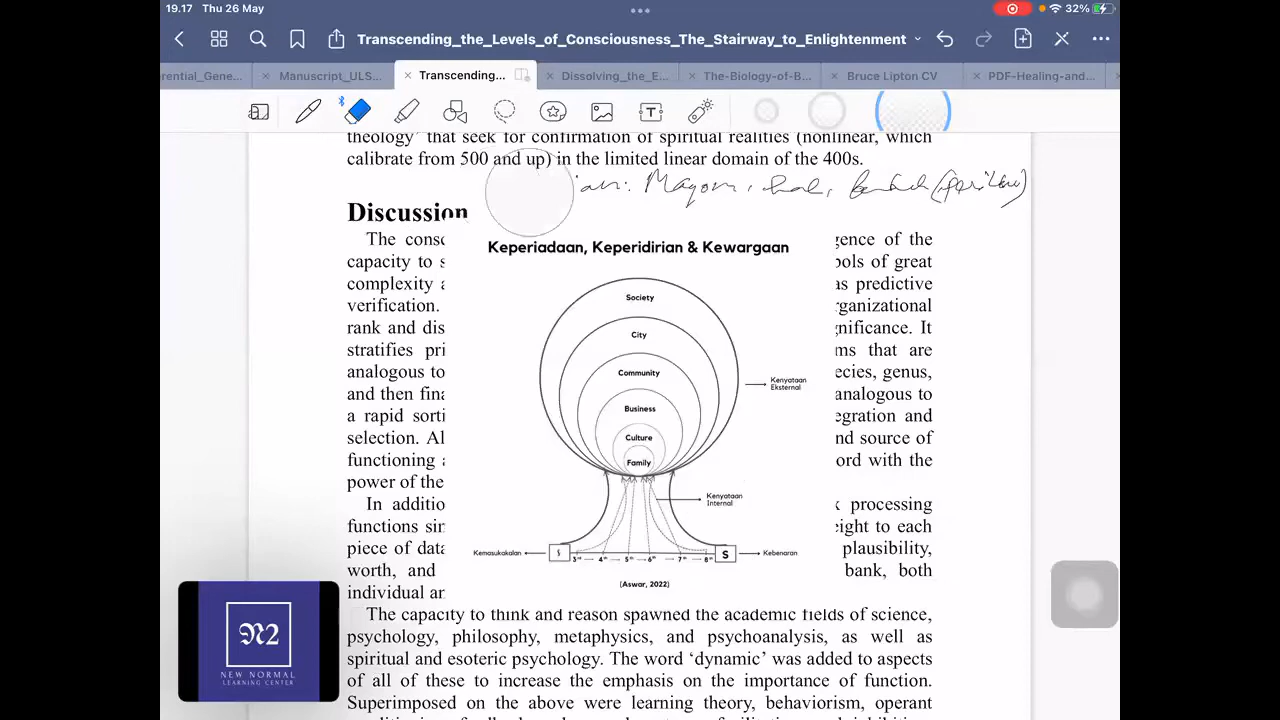 19.17 Thu 26 May
32%
Transcending_the_Levels_of_Consciousness_The_Stairway_to_Enlightenment
erential_Gene...
Manuscript_ULS...
Transcending...
Dissolving_the_E...
The-Biology-of-B...
Bruce Lipton CV
PDF-Healing-and...
theology' that seek for confirmation of spiritual realities (nonlinear, which
calibrate from 500 and up) in the limited linear domain of the 400s.
Discussion
The consc
gence of the
capacity to s
ools of great
complexity a
as predictive
verification.
rganizational
rank and dis
gnificance. It
stratifies pri
ms that are
analogous to
ecies, genus,
and then fina
analogous to
a rapid sorti
egration and
selection. Al
nd source of
functioning a
ord with the
power of the
In additio
x processing
functions sin
eight to each
piece of data
plausibility,
worth, and
bank, both
individual an
Keperiadaan, Keperidirian & Kewargaan
Society
City
Community
Business
Culture
Family
Kenyataan
Eksternal
Kenyataan
Internal
Kemasukakalan
3rd 4th 5th 6th 7th 8th
S
Kebenaran
(Aswar, 2022)
The capacity to think and reason spawned the academic fields of science,
psychology, philosophy, metaphysics, and psychoanalysis, as well as
spiritual and esoteric psychology. The word 'dynamic' was added to aspects
of all of these to increase the emphasis on the importance of function.
Superimposed on the above were learning theory, behaviorism, operant
N2
NEW NORMAL
LEARNING CENTER